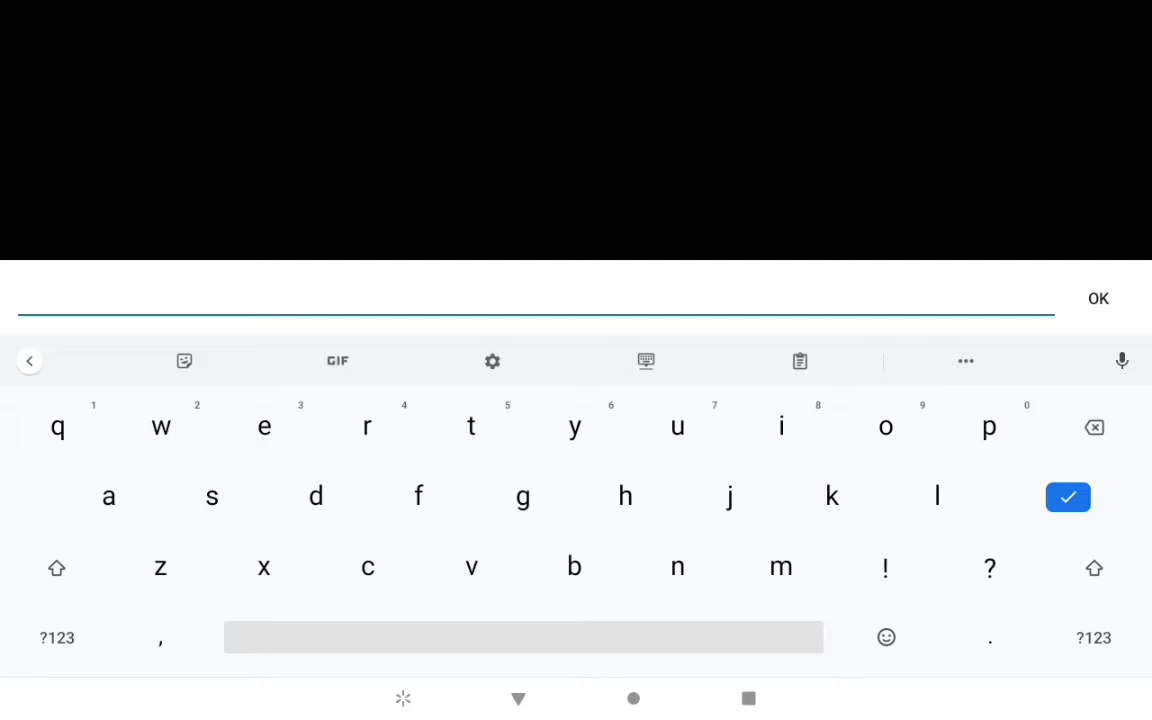 OK
GIF
1 2 3 4 5 6 7 8 9 0
q w e r t y u i o p
a s d f g h j k l
z x c v b n m ! ?
?123 , . ?123